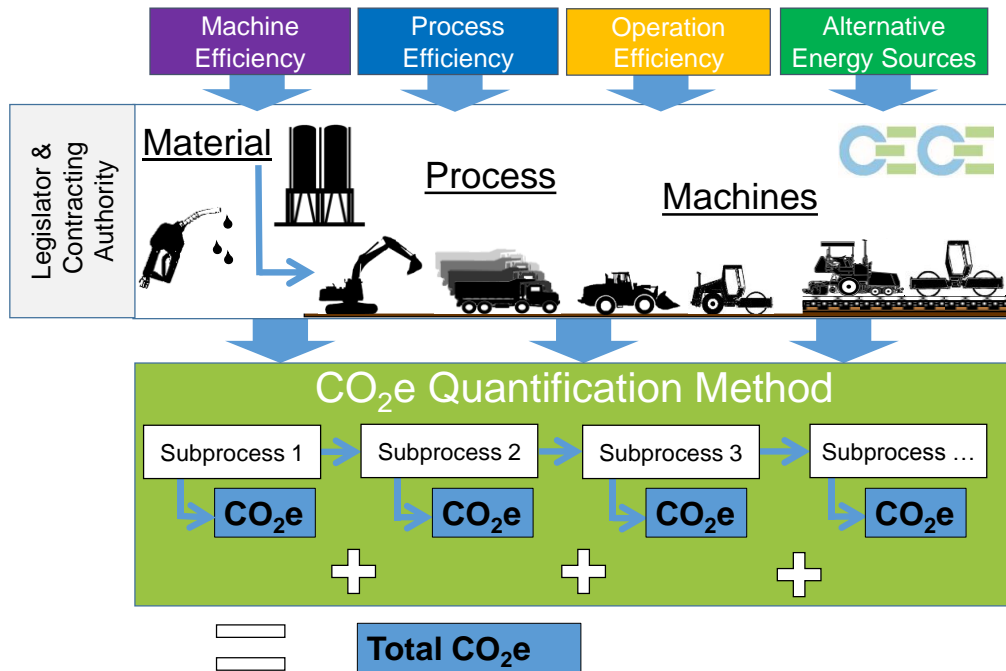 Machine
Efficiency
Process
Efficiency
Operation
Efficiency
Alternative
Energy Sources
Legislator &
Contracting
Authority
Material
Process
Machines
CECE
CO₂e Quantification Method
Subprocess 1
Subprocess 2
Subprocess 3
Subprocess …
CO₂e
CO₂e
CO₂e
CO₂e
+
+
+
=
Total CO₂e